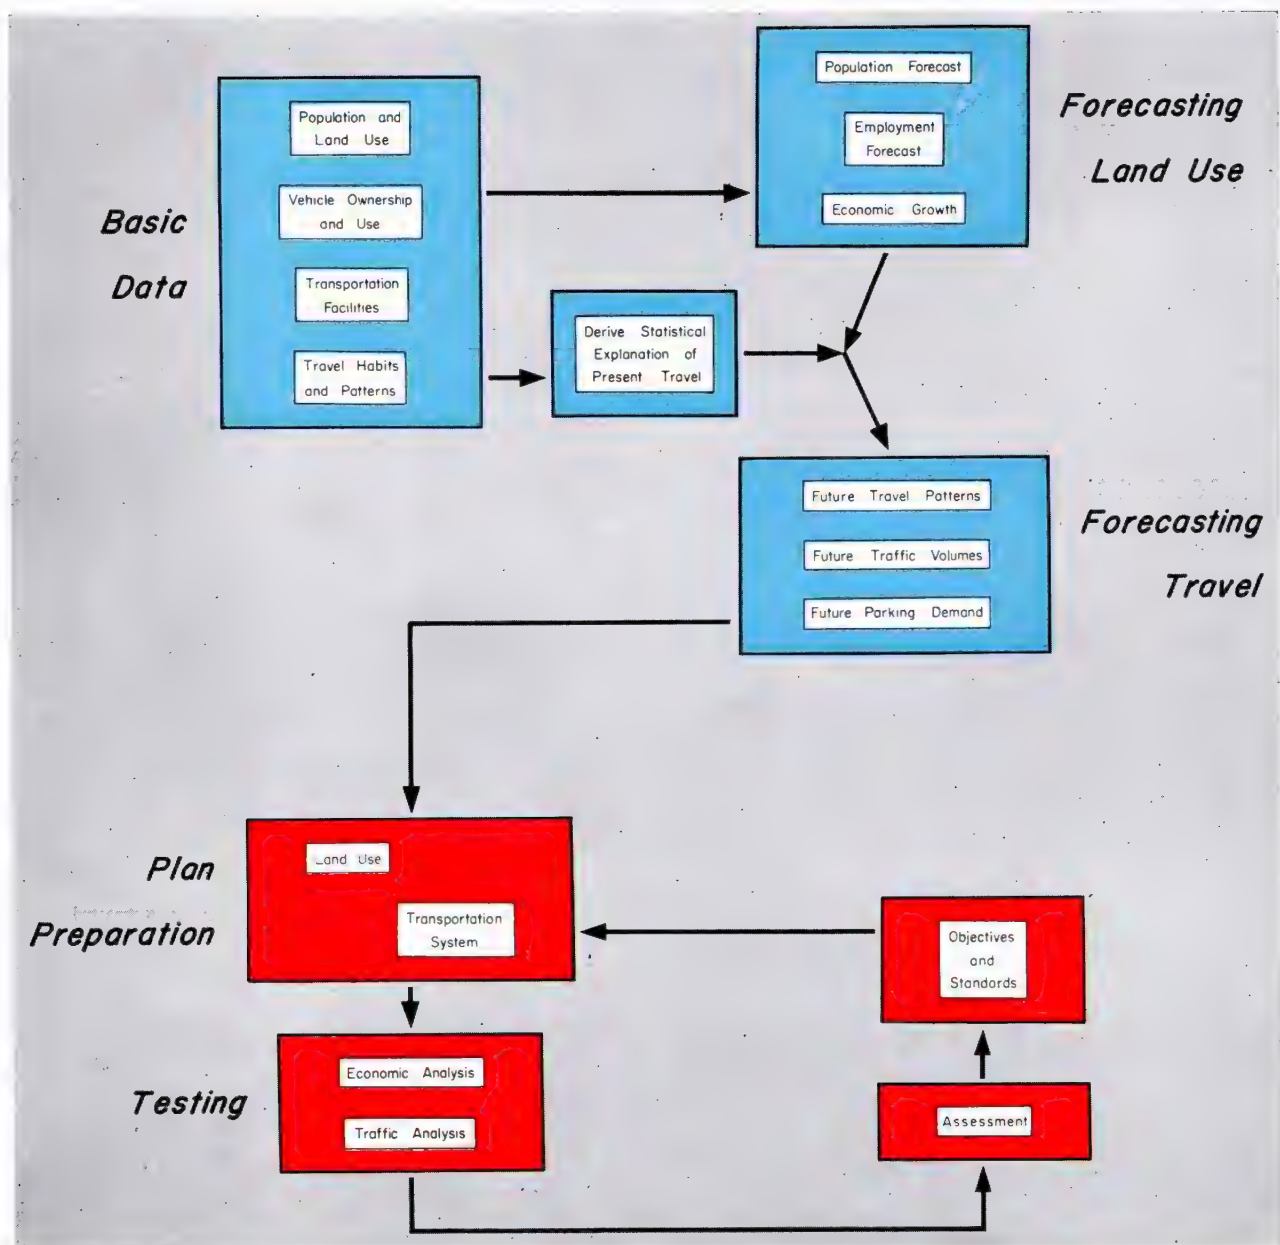 Basic
Data
Population and
Land Use
Vehicle Ownership
and Use
Transportation
Facilities
Travel Habits
and Patterns
Population Forecast
Employment
Forecast
Economic Growth
Forecasting
Land Use
Derive Statistical
Explanation of
Present Travel
Future Travel Patterns
Future Traffic Volumes
Future Parking Demand
Forecasting
Travel
Plan
Preparation
Land Use
Transportation
System
Objectives
and
Standards
Testing
Economic Analysis
Traffic Analysis
Assessment